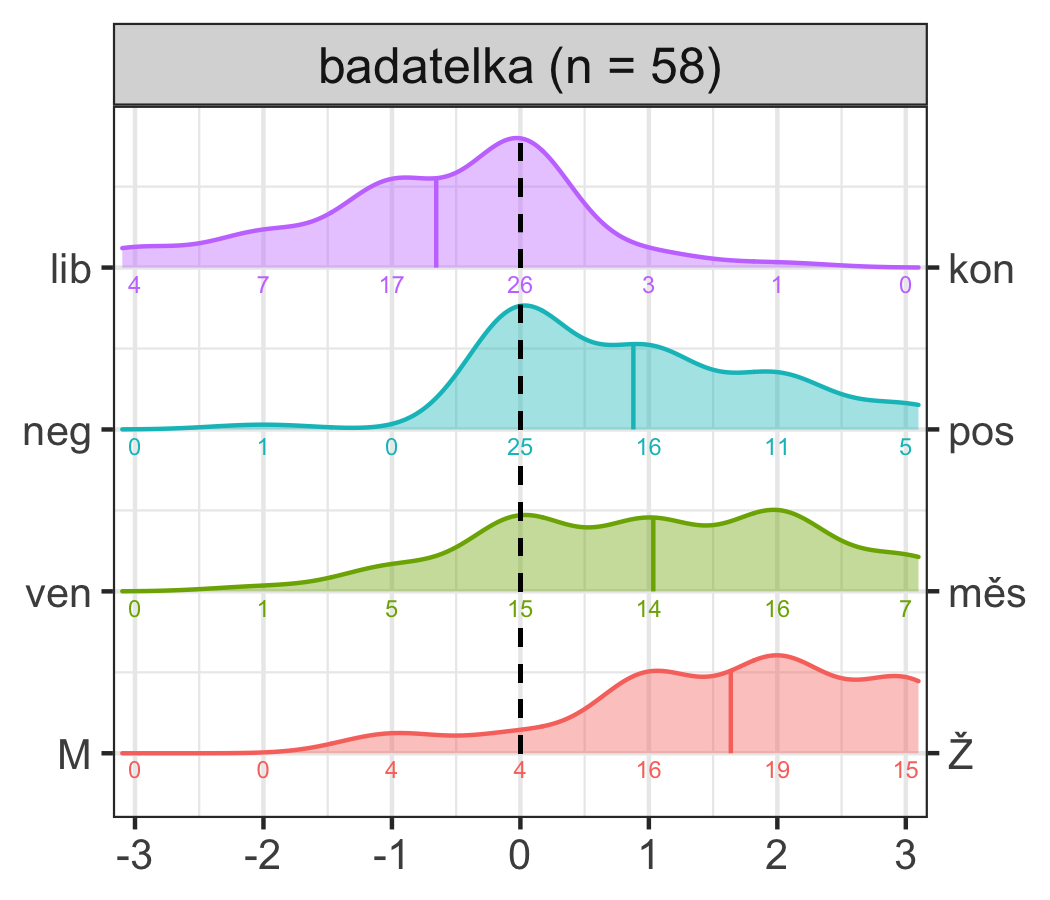 badatelka (n = 58)
lib kon
4 7 17 26 3 1 0
neg pos
0 1 0 25 16 11 5
ven měs
0 1 5 15 14 16 7
M Ž
0 0 4 4 16 19 15
-3 -2 -1 0 1 2 3